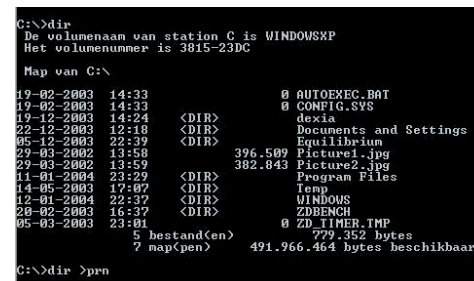 C:\>dir
De volumenaam van station C is WINDOWSXP
Het volumenummer is 3815-23DC
Map van C:\
19-02-2003 14:33 0 AUTOEXEC.BAT
19-02-2003 14:33 0 CONFIG.SYS
19-12-2003 14:24 <DIR> dexia
22-12-2003 12:18 <DIR> Documents and Settings
05-12-2003 22:39 <DIR> Equilibrium
29-03-2002 13:58 396.509 Picture1.jpg
29-03-2002 13:59 382.843 Picture2.jpg
11-01-2004 23:29 <DIR> Program Files
14-05-2003 17:07 <DIR> Temp
12-01-2004 22:37 <DIR> WINDOWS
20-02-2003 16:37 <DIR> ZDBENCH
05-03-2003 23:01 0 ZD_TIMER.TMP
5 bestand(en) 779.352 bytes
7 map(pen) 491.966.464 bytes beschikbaar
C:\>dir >prn